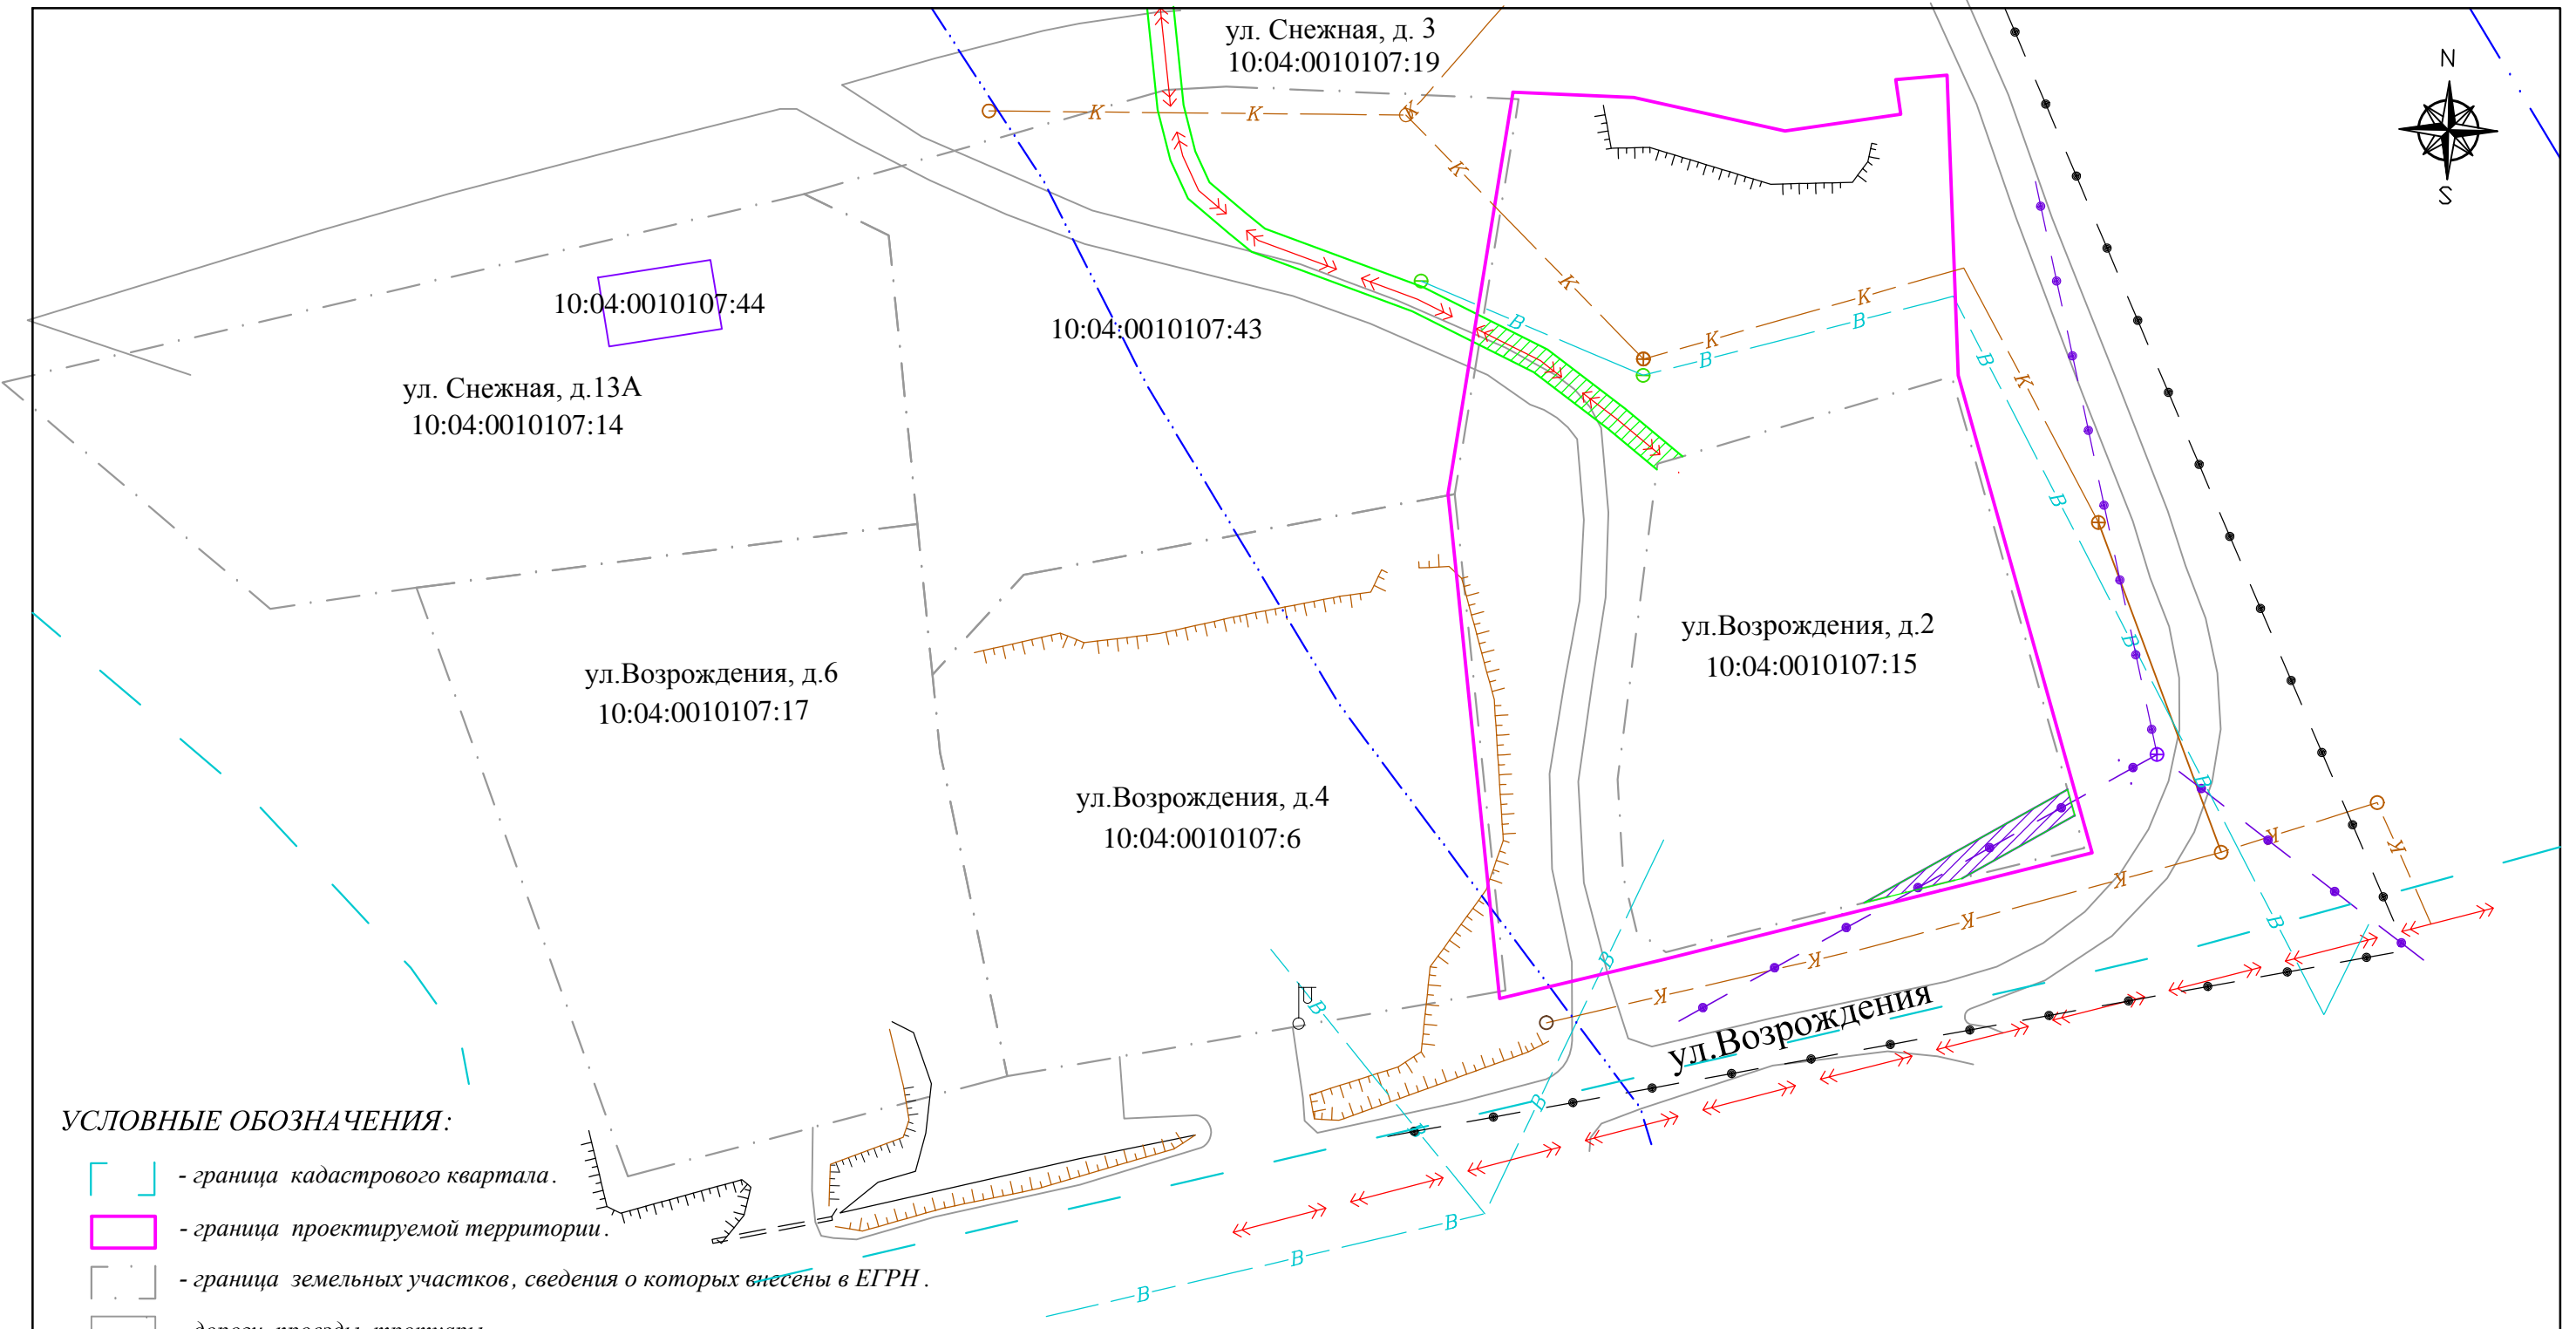 ул. Снежная, д. 3
10:04:0010107:19
N
S
К К К К К К К К К
10:04:0010107:44
10:04:0010107:43
В В В В В
ул. Снежная, д.13А
10:04:0010107:14
ул.Возрождения, д.2
10:04:0010107:15
В В
ул.Возрождения, д.6
10:04:0010107:17
ул.Возрождения, д.4
10:04:0010107:6
К К К К К К
В В В В В
ул.Возрождения
В В В
УСЛОВНЫЕ ОБОЗНАЧЕНИЯ:
- граница кадастрового квартала.
- граница проектируемой территории.
- граница земельных участков, сведения о которых внесены в ЕГРН.